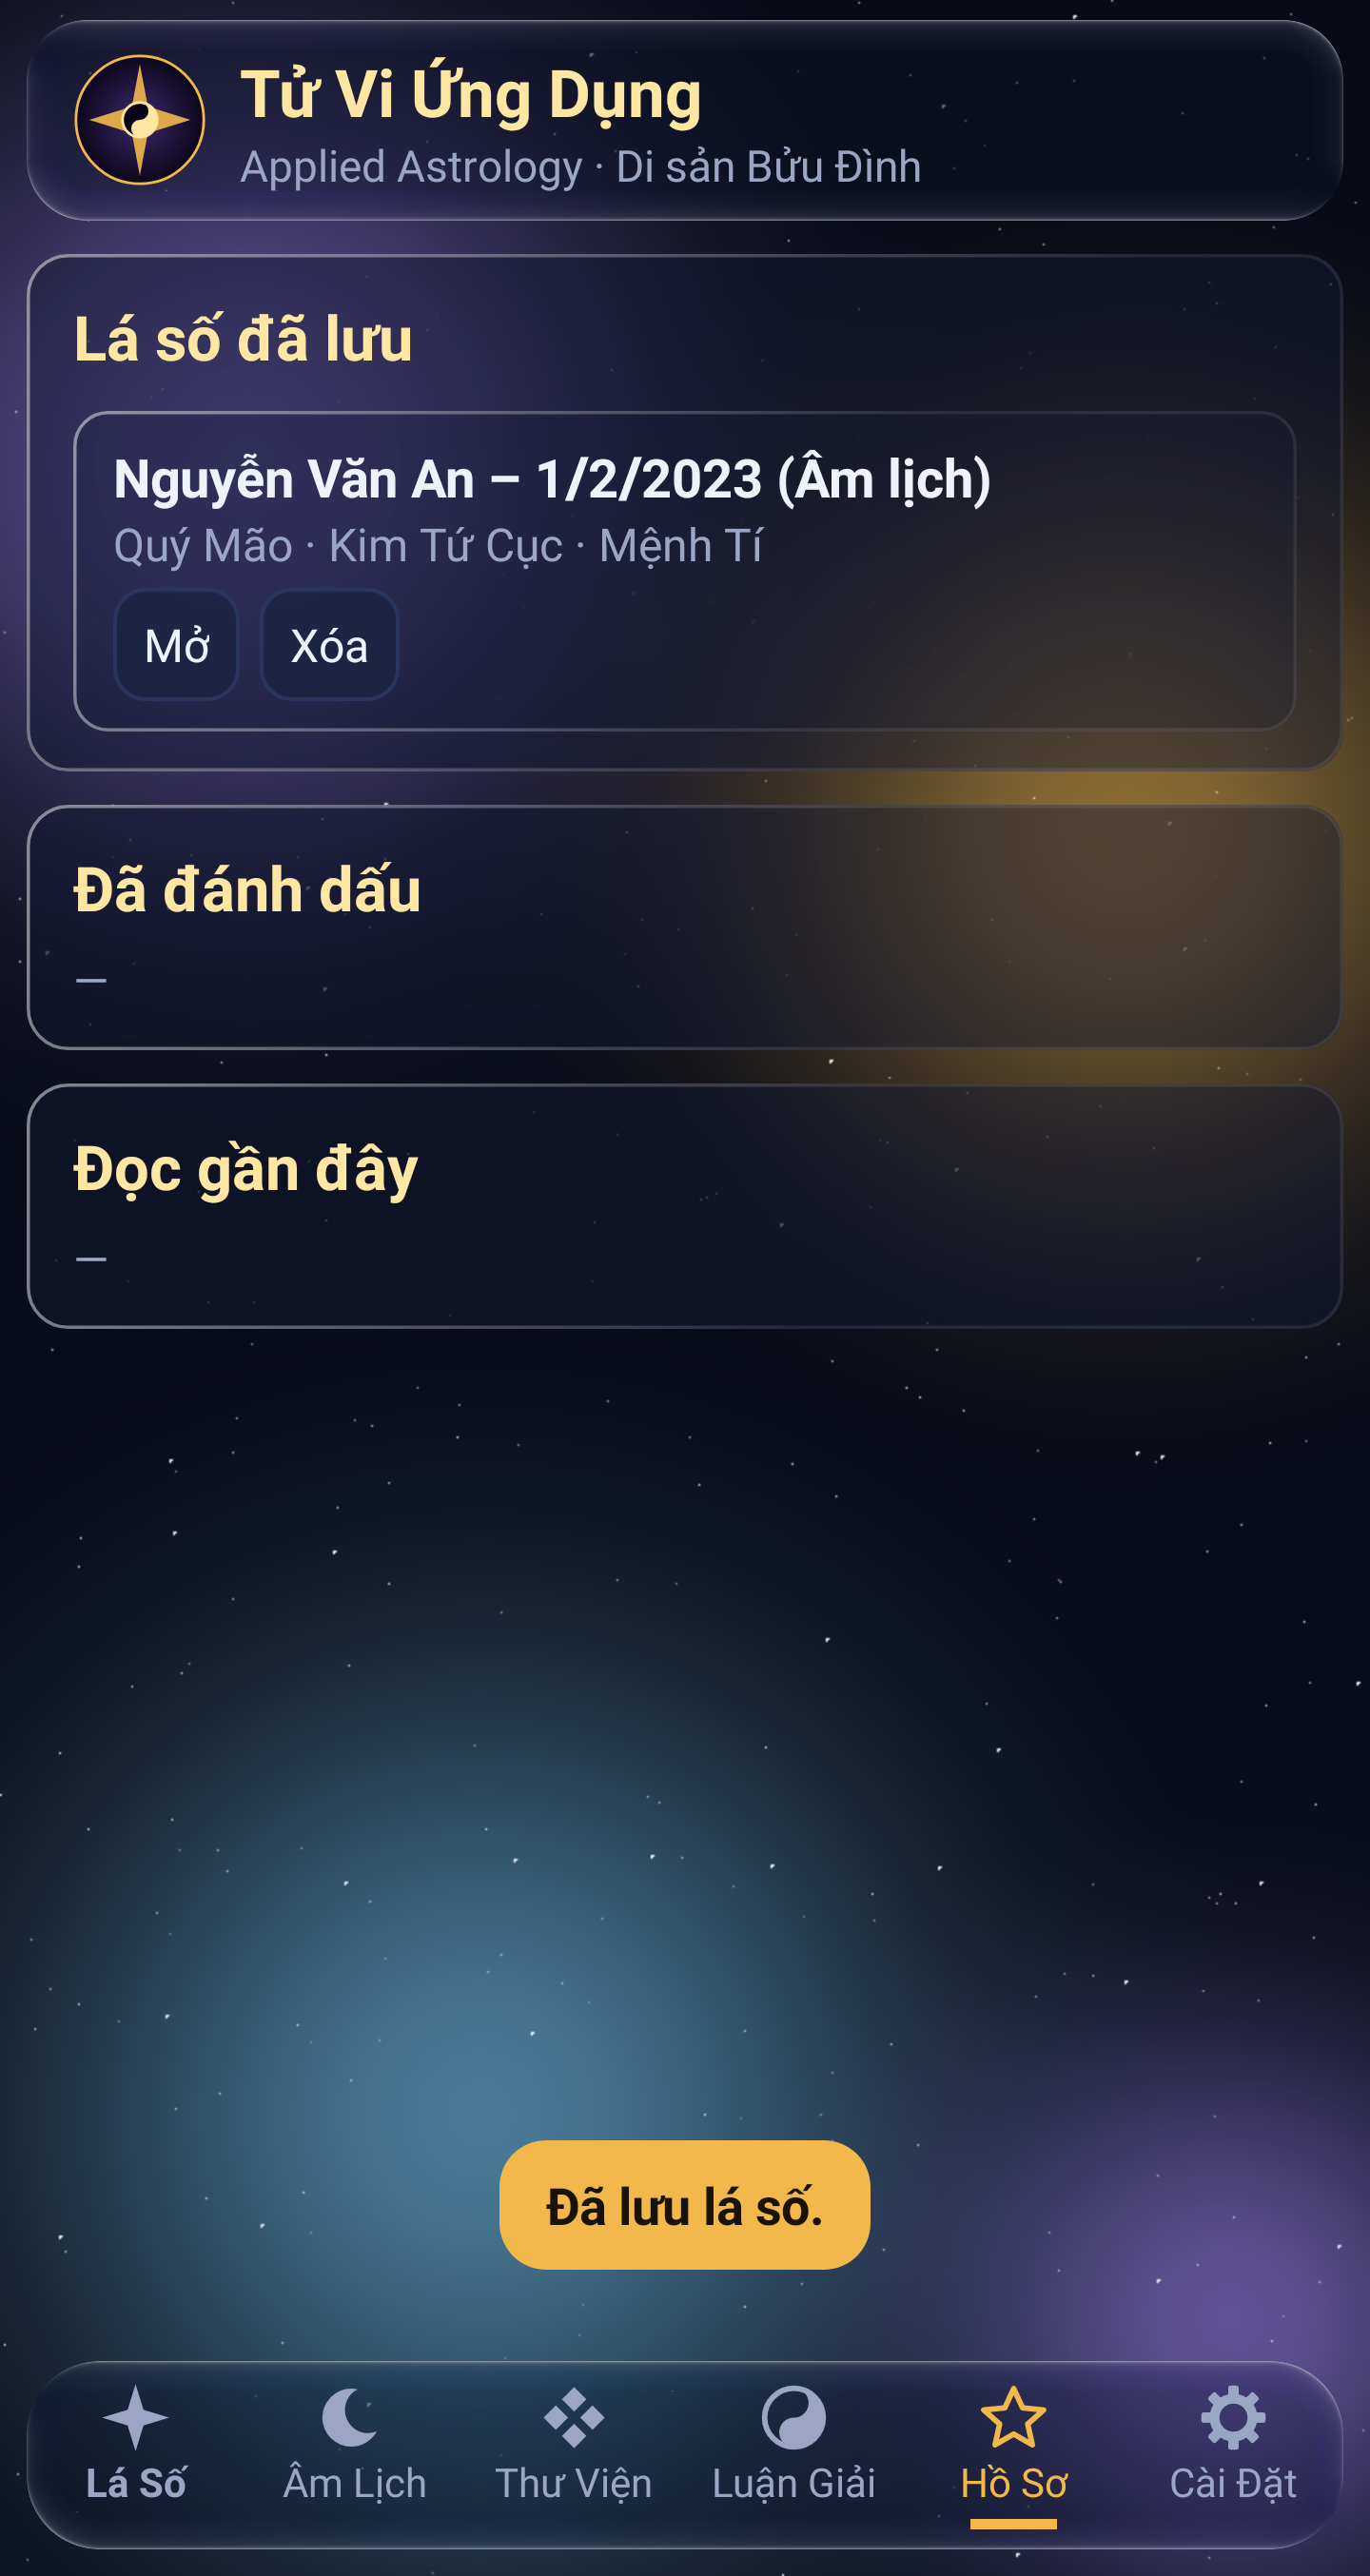 Tử Vi Ứng Dụng
Applied Astrology · Di sản Bửu Đình
Lá số đã lưu
Nguyễn Văn An – 1/2/2023 (Âm lịch)
Quý Mão · Kim Tứ Cục · Mệnh Tí
Mở
Xóa
Đã đánh dấu
—
Đọc gần đây
—
Đã lưu lá số.
Lá Số
Âm Lịch
Thư Viện
Luận Giải
Hồ Sơ
Cài Đặt